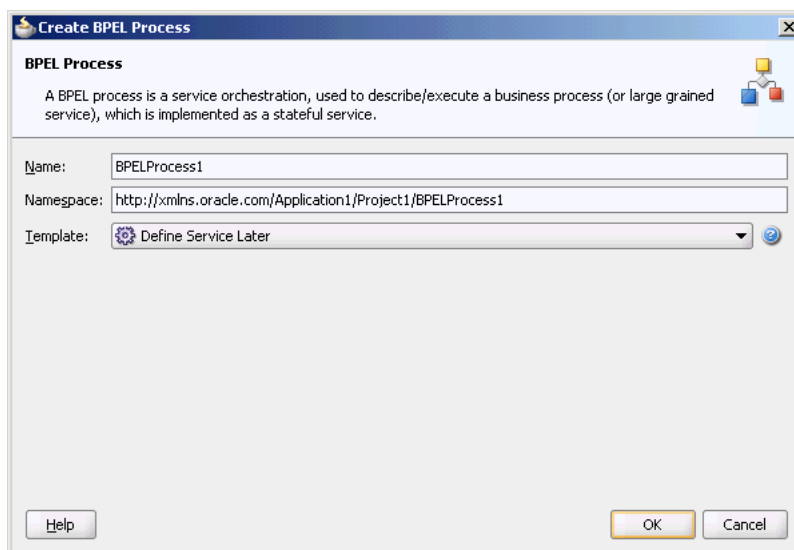 Create BPEL Process
BPEL Process
A BPEL process is a service orchestration, used to describe/execute a business process (or large grained
service), which is implemented as a stateful service.
Name: BPELProcess1
Namespace: http://xmlns.oracle.com/Application1/Project1/BPELProcess1
Template: Define Service Later
Help OK Cancel